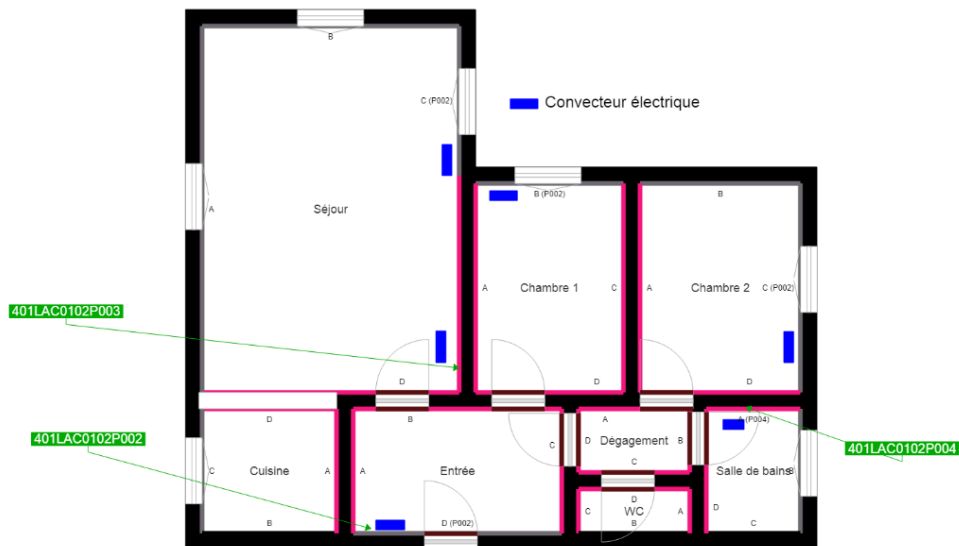 B
C (P002)
Convecteur électrique
A
Séjour
B (P002)
B
A
Chambre 1
C
A
Chambre 2
C (P002)
401LAC0102P003
D
D
D
D
B
A
A (P004)
401LAC0102P002
C
D
Dégagement
B
401LAC0102P004
C
Cuisine
A
A
Entrée
C
Salle de bains
B
D
C
WC
A
D
B
D (P002)
B
C